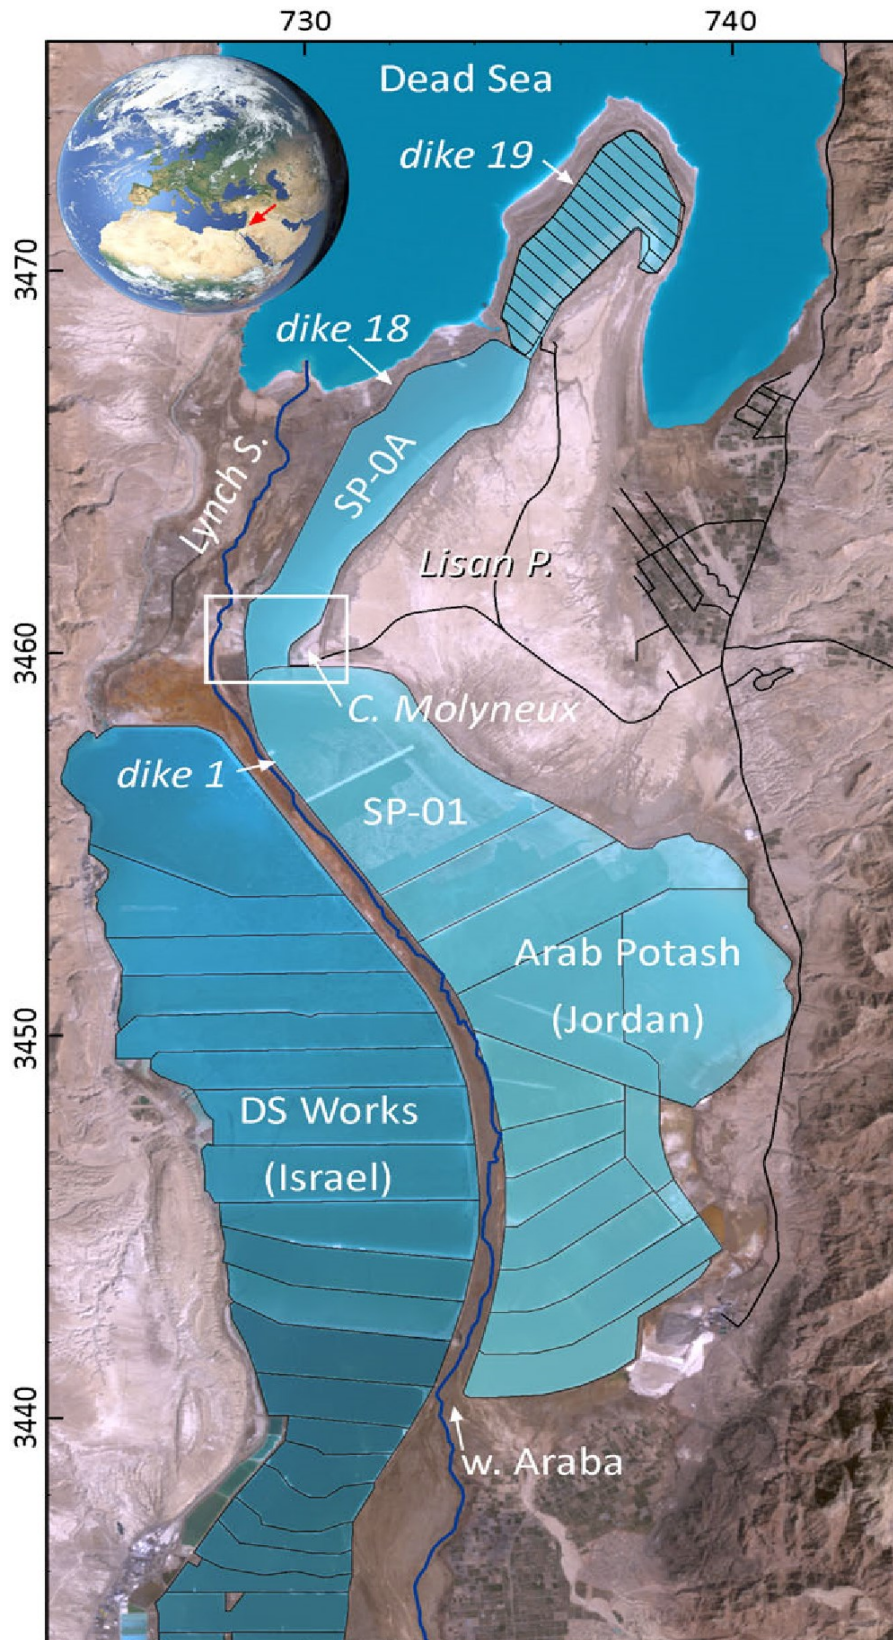 730
740
Dead Sea
dike 19
3470
dike 18
Lynch S.
SP-0A
Lisan P.
3460
C. Molyneux
dike 1
SP-01
Arab Potash
(Jordan)
3450
DS Works
(Israel)
3440
w. Araba